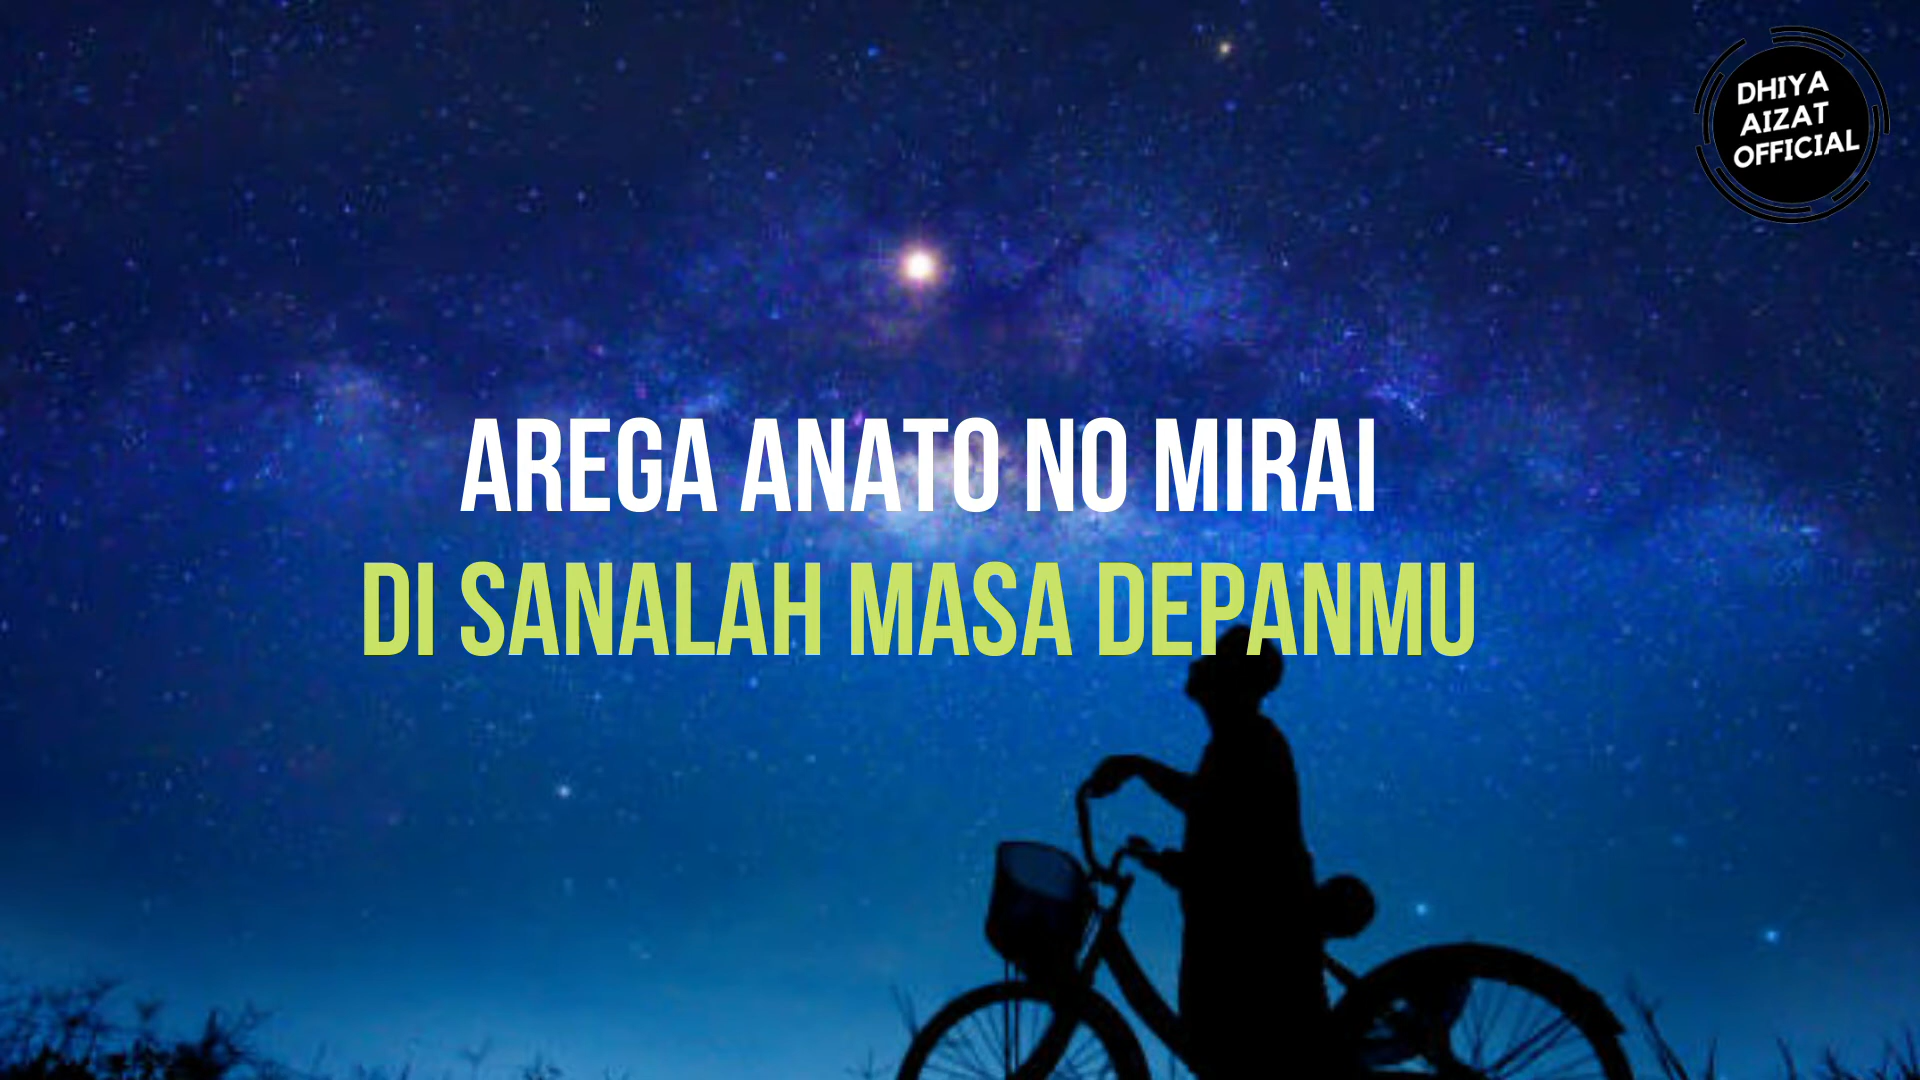 DHIYA
AIZAT
OFFICIAL
AREGA ANATO NO MIRAI
DI SANALAH MASA DEPANMU